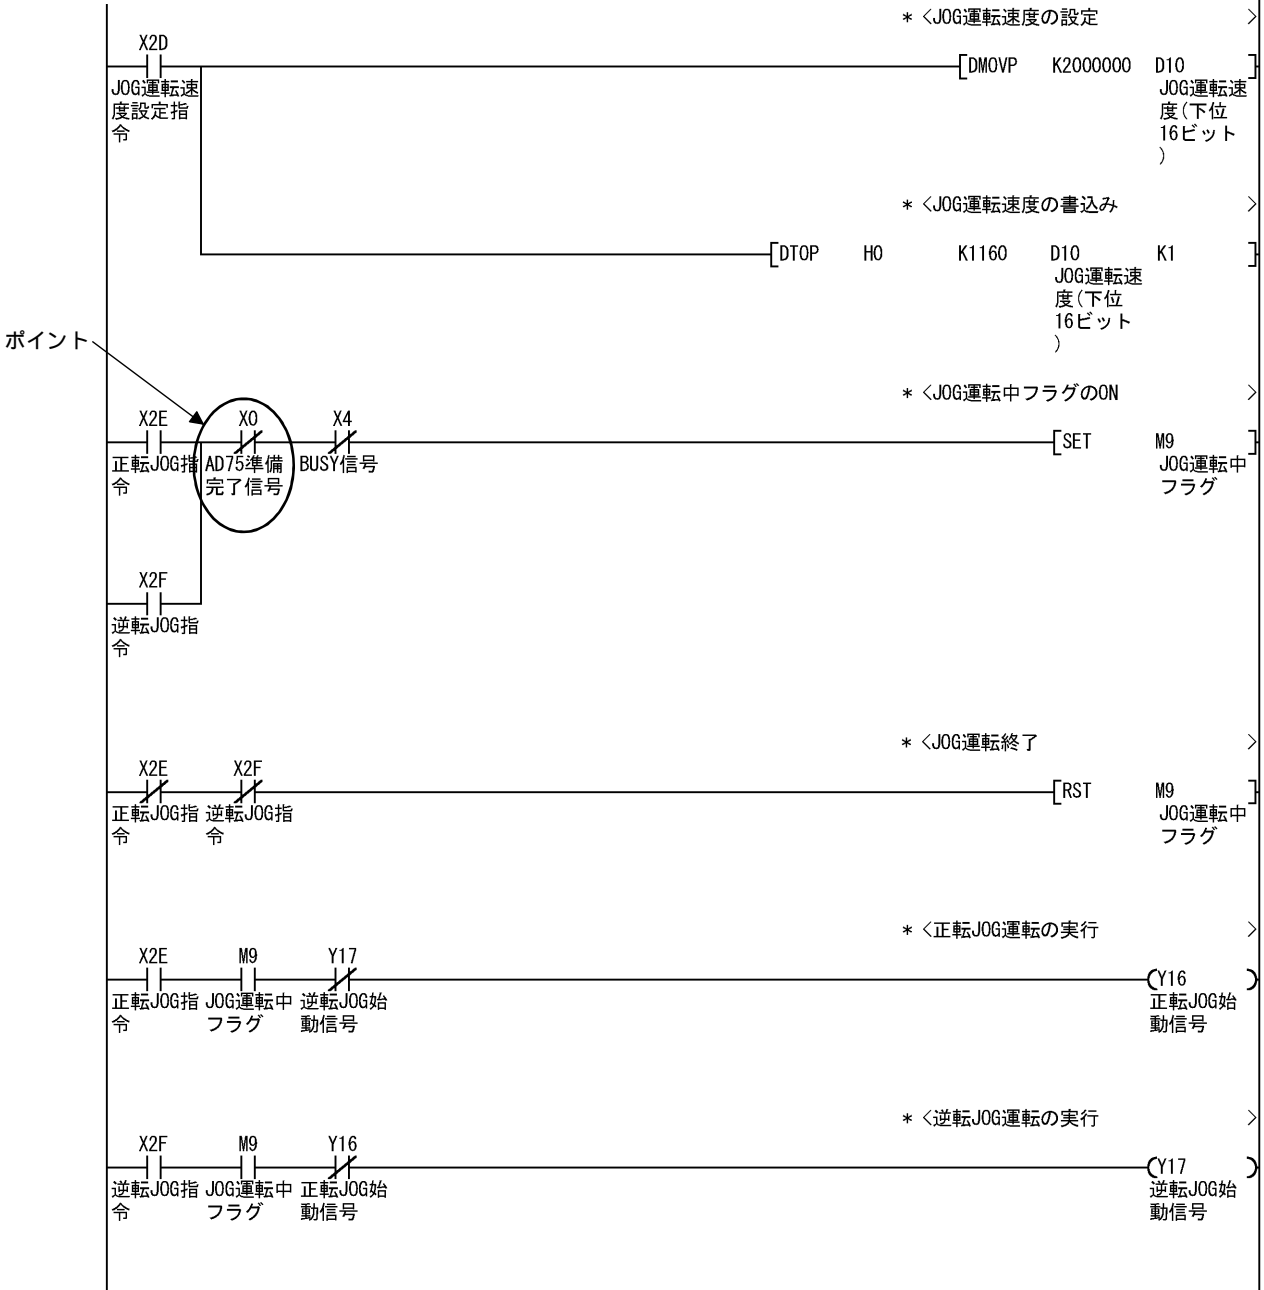 * <JOG運転速度の設定 >
X2D
[DMOVP K2000000 D10 ]
JOG運転速
度設定指
令
JOG運転速
度(下位
16ビット
)
* <JOG運転速度の書込み >
[DTOP H0 K1160 D10 K1 ]
JOG運転速
度(下位
16ビット
)
ポイント
* <JOG運転中フラグのON >
X2E X0 X4
[SET M9 ]
正転JOG指 AD75準備 BUSY信号
令 完了信号
JOG運転中
フラグ
X2F
逆転JOG指
令
* <JOG運転終了 >
X2E X2F
[RST M9 ]
正転JOG指 逆転JOG指
令 令
JOG運転中
フラグ
* <正転JOG運転の実行 >
X2E M9 Y17
(Y16 )
正転JOG指 JOG運転中 逆転JOG始
令 フラグ 動信号
正転JOG始
動信号
* <逆転JOG運転の実行 >
X2F M9 Y16
(Y17 )
逆転JOG指 JOG運転中 正転JOG始
令 フラグ 動信号
逆転JOG始
動信号